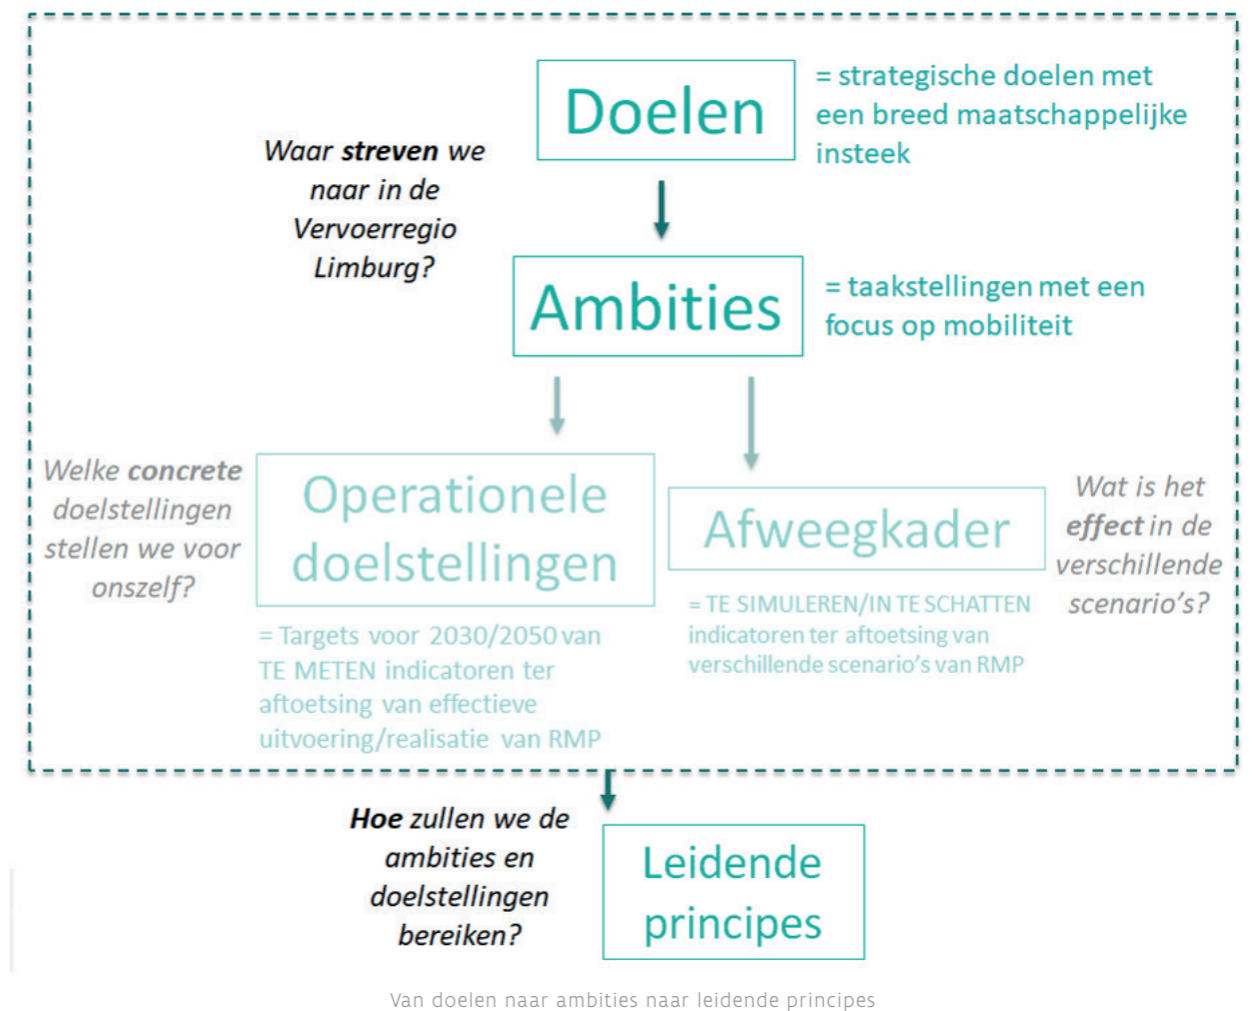 Doelen
= strategische doelen met
een breed maatschappelijke
insteek
Waar streven we
naar in de
Vervoerregio
Limburg?
Ambities
= taakstellingen met een
focus op mobiliteit
Welke concrete
doelstellingen
stellen we voor
onszelf?
Operationele
doelstellingen
= Targets voor 2030/2050 van
TE METEN indicatoren ter
aftoetsing van effectieve
uitvoering/realisatie van RMP
Afweegkader
= TE SIMULEREN/IN TE SCHATTEN
indicatoren ter aftoetsing van
verschillende scenario's van RMP
Wat is het
effect in de
verschillende
scenario's?
Hoe zullen we de
ambities en
doelstellingen
bereiken?
Leidende
principes
Van doelen naar ambities naar leidende principes